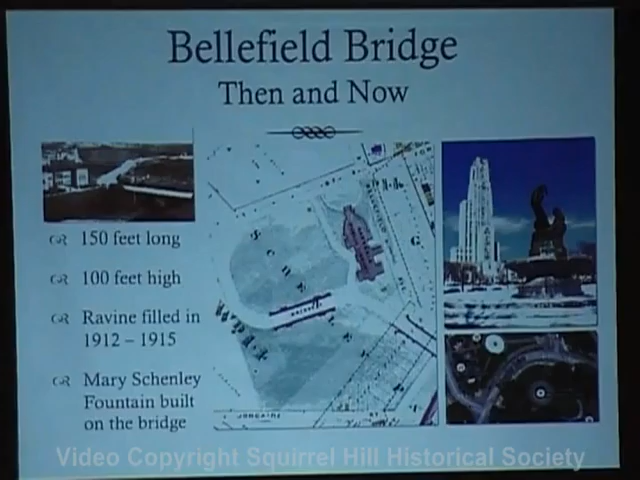 Bellefield Bridge
Then and Now
150 feet long
100 feet high
Ravine filled in
1912 – 1915
Mary Schenley
Fountain built
on the bridge
Video Copyright Squirrel Hill Historical Society